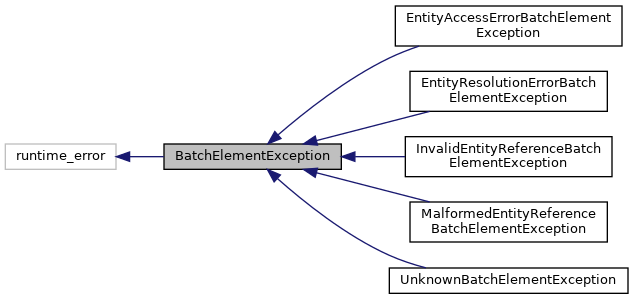 EntityAccessErrorBatchElement
Exception
EntityResolutionErrorBatch
ElementException
runtime_error
BatchElementException
InvalidEntityReferenceBatch
ElementException
MalformedEntityReference
BatchElementException
UnknownBatchElementException